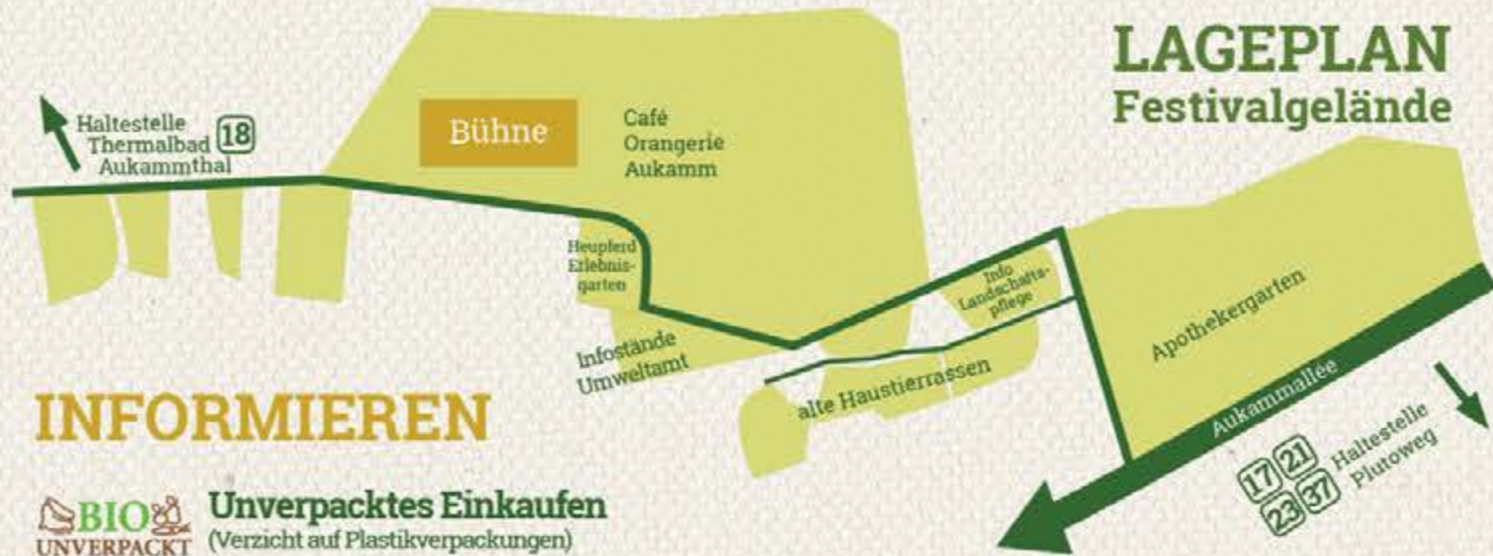 LAGEPLAN
Festivalgelände
Haltestelle
Thermalbad 18
Aukammthal
Bühne
Café
Orangerie
Aukamm
Heupferd
Erlebnis-
garten
Infostände
Umweltamt
Info
Landschafts-
pflege
alte Haustierrassen
Apothekergarten
Aukammallée
17 21
23 37
Haltestelle
Plutoweg
INFORMIEREN
BIO
UNVERPACKT
Unverpacktes Einkaufen
(Verzicht auf Plastikverpackungen)